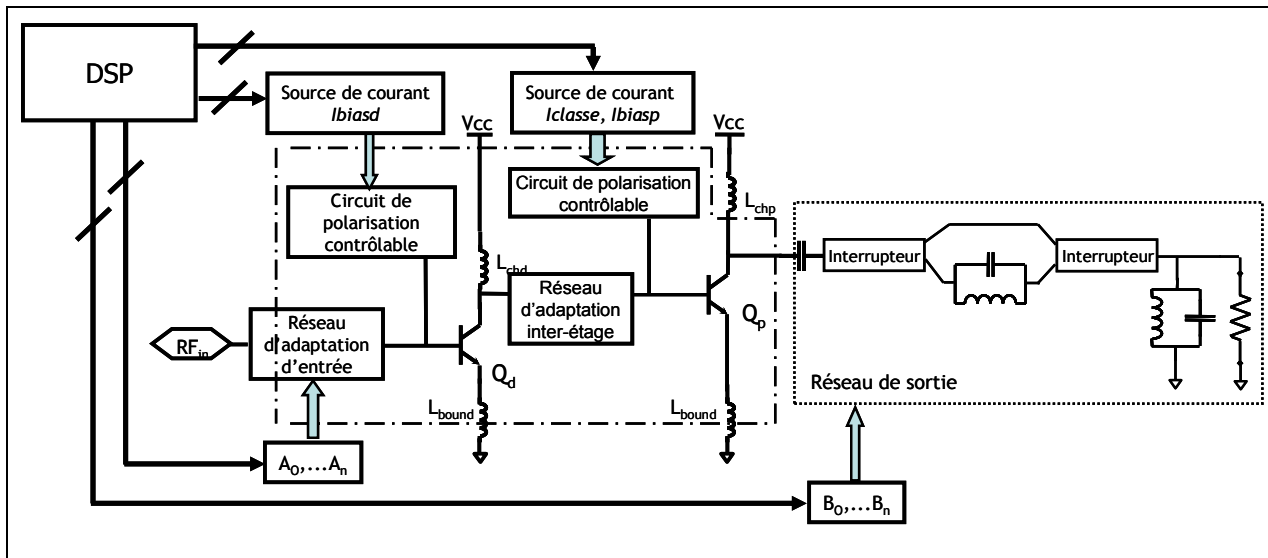 DSP
Source de courant
Ibiasd
Source de courant
Iclasse, Ibiasp
Vcc
Vcc
Circuit de
polarisation
contrôlable
Circuit de polarisation
contrôlable
Lchp
Lchd
Interrupteur
Interrupteur
Réseau
d'adaptation
inter-étage
RFin
Réseau
d'adaptation
d'entrée
Qp
Qd
Réseau de sortie
Lbound
Lbound
A0,...An
B0,...Bn